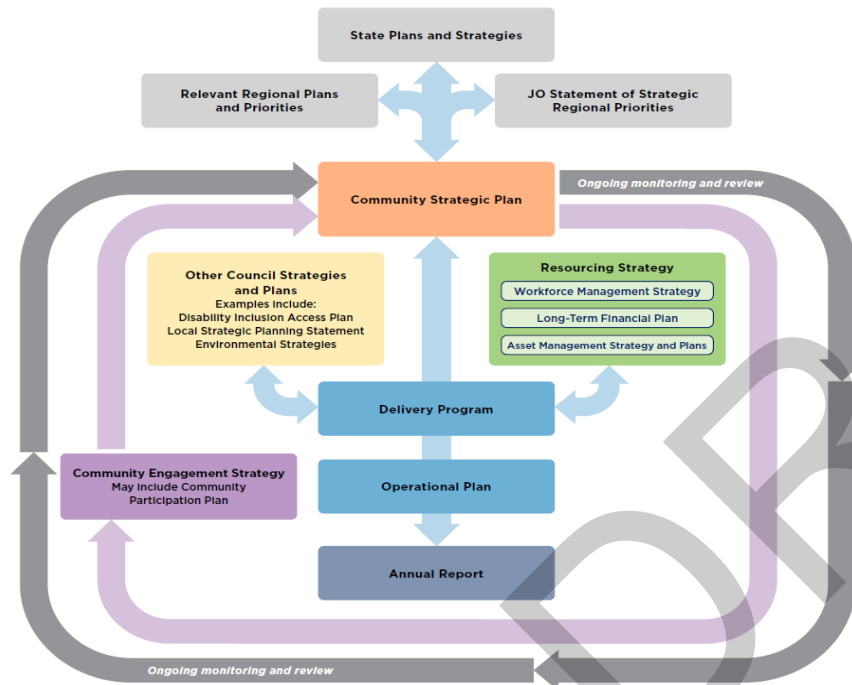 State Plans and Strategies
Relevant Regional Plans
and Priorities
JO Statement of Strategic
Regional Priorities
Community Strategic Plan
Ongoing monitoring and review
Other Council Strategies
and Plans
Examples include:
Disability Inclusion Access Plan
Local Strategic Planning Statement
Environmental Strategies
Resourcing Strategy
Workforce Management Strategy
Long-Term Financial Plan
Asset Management Strategy and Plans
Delivery Program
Community Engagement Strategy
May Include Community
Participation Plan
Operational Plan
Annual Report
Ongoing monitoring and review